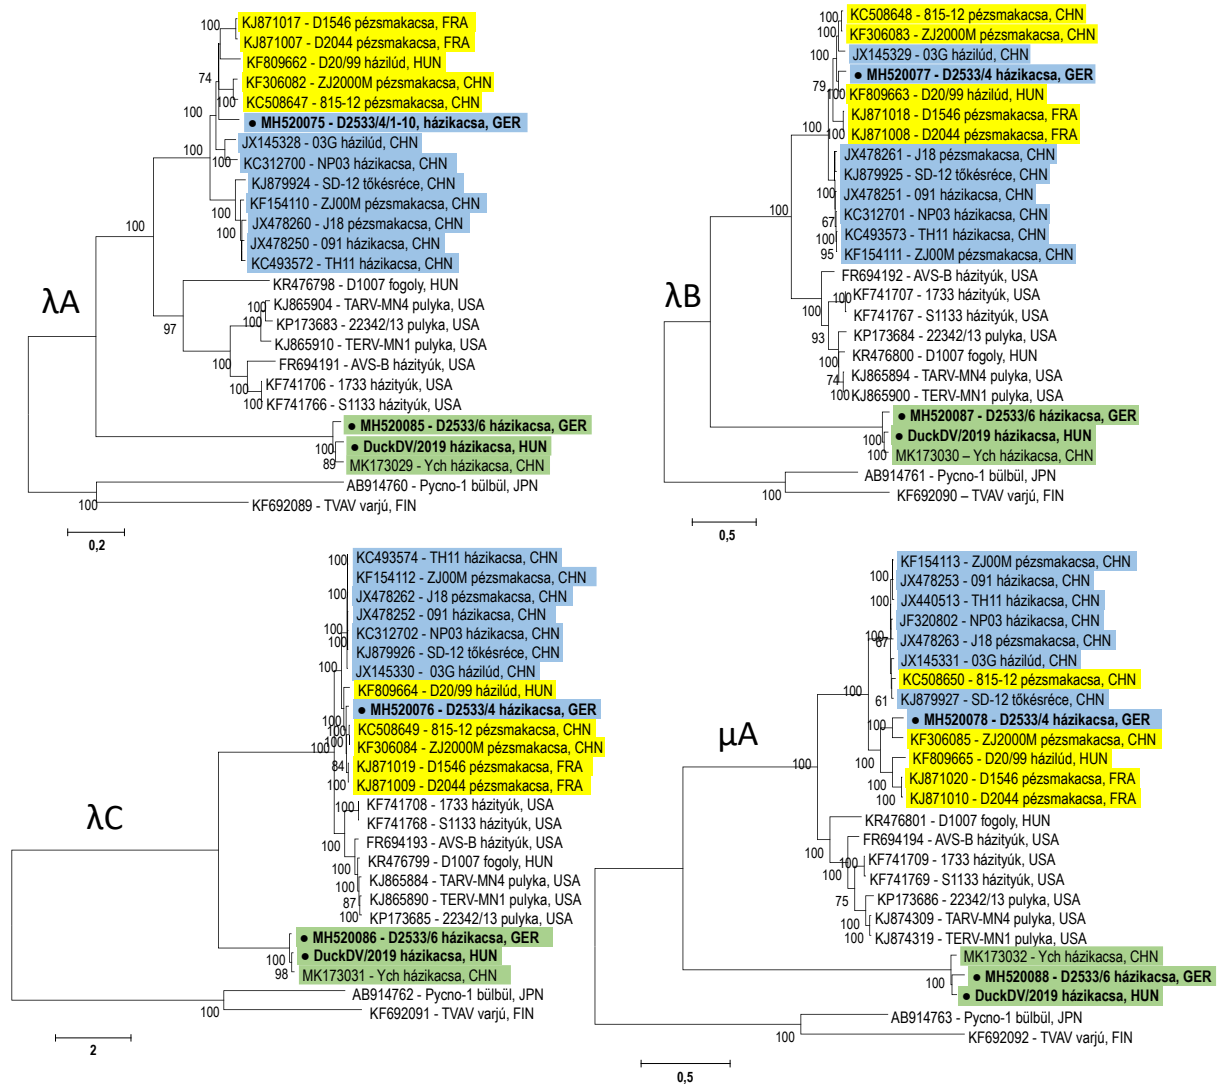 λA
KJ871017 - D1546 pézsmakacsa, FRA
KJ871007 - D2044 pézsmakacsa, FRA
KF809662 - D20/99 házilúd, HUN
KF306082 - ZJ2000M pézsmakacsa, CHN
KC508647 - 815-12 pézsmakacsa, CHN
● MH520075 - D2533/4/1-10, házikacsa, GER
JX145328 - 03G házilúd, CHN
KC312700 - NP03 házikacsa, CHN
KJ879924 - SD-12 tőkésréce, CHN
KF154110 - ZJ00M pézsmakacsa, CHN
JX478260 - J18 pézsmakacsa, CHN
JX478250 - 091 házikacsa, CHN
KC493572 - TH11 házikacsa, CHN
KR476798 - D1007 fogoly, HUN
KJ865904 - TARV-MN4 pulyka, USA
KP173683 - 22342/13 pulyka, USA
KJ865910 - TERV-MN1 pulyka, USA
FR694191 - AVS-B házityúk, USA
KF741706 - 1733 házityúk, USA
KF741766 - S1133 házityúk, USA
● MH520085 - D2533/6 házikacsa, GER
● DuckDV/2019 házikacsa, HUN
MK173029 - Ych házikacsa, CHN
AB914760 - Pycno-1 bülbül, JPN
KF692089 - TVAV varjú, FIN
100
100
74
100
100
100
100
100
100
100
100
97
100
100
100
100
100
100
89
100
0,2
λB
KC508648 - 815-12 pézsmakacsa, CHN
KF306083 - ZJ2000M pézsmakacsa, CHN
JX145329 - 03G házilúd, CHN
● MH520077 - D2533/4 házikacsa, GER
KF809663 - D20/99 házilúd, HUN
KJ871018 - D1546 pézsmakacsa, FRA
KJ871008 - D2044 pézsmakacsa, FRA
JX478261 - J18 pézsmakacsa, CHN
KJ879925 - SD-12 tőkésréce, CHN
JX478251 - 091 házikacsa, CHN
KC312701 - NP03 házikacsa, CHN
KC493573 - TH11 házikacsa, CHN
KF154111 - ZJ00M pézsmakacsa, CHN
FR694192 - AVS-B házityúk, USA
KF741707 - 1733 házityúk, USA
KF741767 - S1133 házityúk, USA
KP173684 - 22342/13 pulyka, USA
KR476800 - D1007 fogoly, HUN
KJ865894 - TARV-MN4 pulyka, USA
KJ865900 - TERV-MN1 pulyka, USA
● MH520087 - D2533/6 házikacsa, GER
● DuckDV/2019 házikacsa, HUN
MK173030 – Ych házikacsa, CHN
AB914761 - Pycno-1 bülbül, JPN
KF692090 – TVAV varjú, FIN
100
100
100
79
100
100
100
100
100
67
100
95
100
100
93
74
100
100
100
100
0,5
λC
KC493574 - TH11 házikacsa, CHN
KF154112 - ZJ00M pézsmakacsa, CHN
JX478262 - J18 pézsmakacsa, CHN
JX478252 - 091 házikacsa, CHN
KC312702 - NP03 házikacsa, CHN
KJ879926 - SD-12 tőkésréce, CHN
JX145330 - 03G házilúd, CHN
KF809664 - D20/99 házilúd, HUN
● MH520076 - D2533/4 házikacsa, GER
KC508649 - 815-12 pézsmakacsa, CHN
KF306084 - ZJ2000M pézsmakacsa, CHN
KJ871019 - D1546 pézsmakacsa, FRA
KJ871009 - D2044 pézsmakacsa, FRA
KF741708 - 1733 házityúk, USA
KF741768 - S1133 házityúk, USA
FR694193 - AVS-B házityúk, USA
KR476799 - D1007 fogoly, HUN
KJ865884 - TARV-MN4 pulyka, USA
KJ865890 - TERV-MN1 pulyka, USA
KP173685 - 22342/13 pulyka, USA
● MH520086 - D2533/6 házikacsa, GER
● DuckDV/2019 házikacsa, HUN
MK173031 - Ych házikacsa, CHN
AB914762 - Pycno-1 bülbül, JPN
KF692091 - TVAV varjú, FIN
100
100
100
100
100
100
100
100
100
100
84
100
100
100
100
100
87
100
100
98
100
2
µA
KF154113 - ZJ00M pézsmakacsa, CHN
JX478253 - 091 házikacsa, CHN
JX440513 - TH11 házikacsa, CHN
JF320802 - NP03 házikacsa, CHN
JX478263 - J18 pézsmakacsa, CHN
JX145331 - 03G házilúd, CHN
KC508650 - 815-12 pézsmakacsa, CHN
KJ879927 - SD-12 tőkésréce, CHN
● MH520078 - D2533/4 házikacsa, GER
KF306085 - ZJ2000M pézsmakacsa, CHN
KF809665 - D20/99 házilúd, HUN
KJ871020 - D1546 pézsmakacsa, FRA
KJ871010 - D2044 pézsmakacsa, FRA
KR476801 - D1007 fogoly, HUN
FR694194 - AVS-B házityúk, USA
KF741709 - 1733 házityúk, USA
KF741769 - S1133 házityúk, USA
KP173686 - 22342/13 pulyka, USA
KJ874309 - TARV-MN4 pulyka, USA
KJ874319 - TERV-MN1 pulyka, USA
MK173032 - Ych házikacsa, CHN
● MH520088 - D2533/6 házikacsa, GER
● DuckDV/2019 házikacsa, HUN
AB914763 - Pycno-1 bülbül, JPN
KF692092 - TVAV varjú, FIN
100
100
100
67
100
61
100
100
100
100
100
100
100
100
75
100
100
100
100
0,5